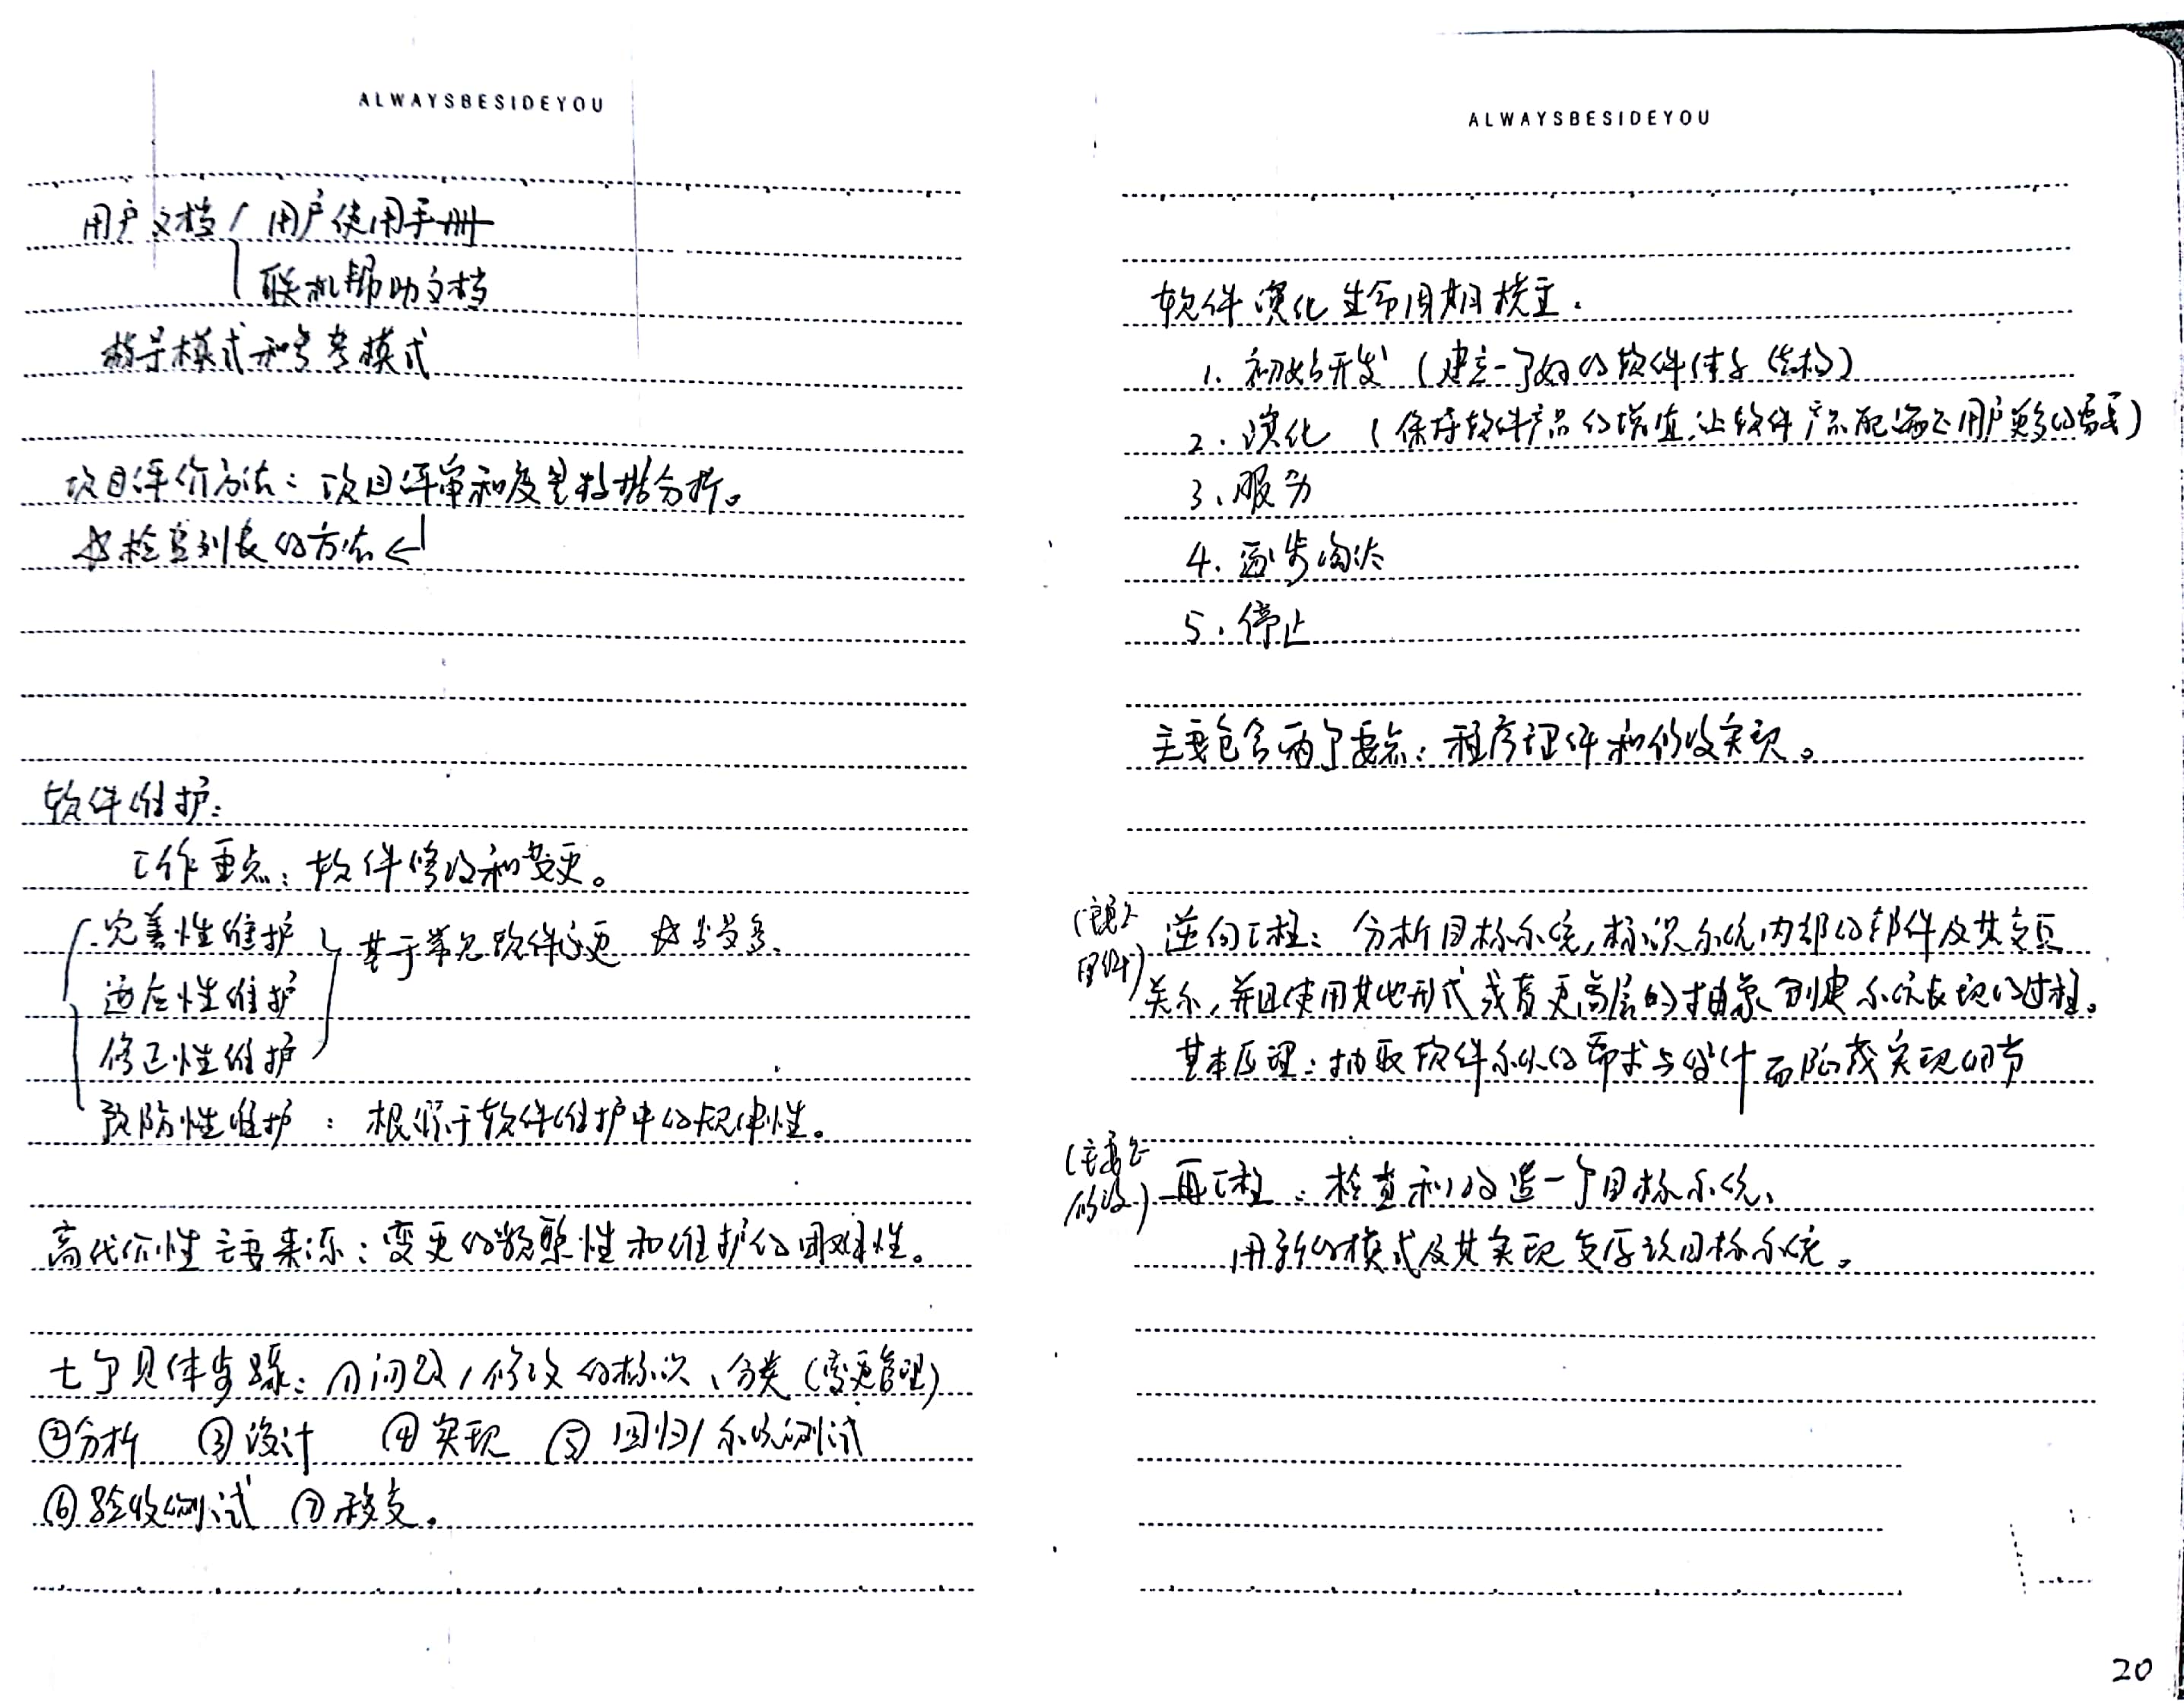 ALWAYSBESIDEYOU
用户文档 / 用户使用手册
联机帮助文档
指导模式和参考模式
项目评价方法：项目评审和度量数据分析。
☆检查列表的方法←
软件维护：
工作重点：软件修改和变更。
完善性维护
基于常见软件变更 ☆占最多。
适应性维护
修正性维护
预防性维护：根源于软件维护中的规律性。
高代价性主要来源：变更的频繁性和维护的困难性。
七个具体步骤：① 问题/修改的标识、分类（变更管理）
②分析 ③设计 ④实现 ⑤回归/系统测试
⑥验收测试 ⑦移交。
ALWAYSBESIDEYOU
软件演化生命周期模型.
1. 初始开发（建立一个好的软件体系结构）
2. 演化（保持软件产品的增值，让软件产品能满足用户更多的需要）
3、服务
4. 逐步淘汰
5. 停止
主要包含两个要点：程序理解和修改实现。
逆向工程：分析目标系统，标识系统内部的部件及其交互
理解）
关系，并且使用其他形式或者更高层的抽象创建系统表现的过程。
基本原理：抽取软件系统的需求与设计而隐藏实现细节
（主要是
修改）
再工程：检查和改造一个目标系统、
用新的模式及其实现复原该目标系统。
20